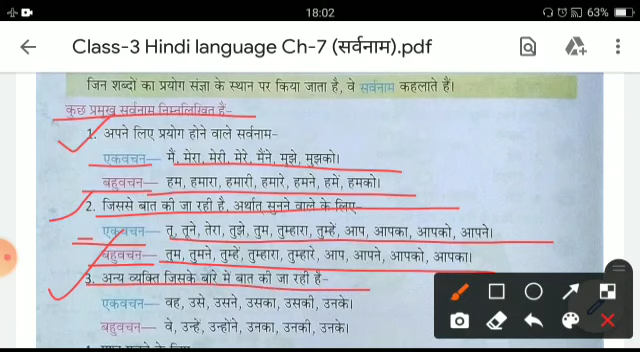 18:02
63%
Class-3 Hindi language Ch-7 (सर्वनाम).pdf
जिन शब्दों का प्रयोग संज्ञा के स्थान पर किया जाता है, वे सर्वनाम कहलाते हैं।
कुछ प्रमुख सर्वनाम निम्नलिखित हैं-
1. अपने लिए प्रयोग होने वाले सर्वनाम-
एकवचन— मैं, मेरा, मेरी, मेरे, मैंने, मुझे, मुझको।
बहुवचन— हम, हमारा, हमारी, हमारे, हमने, हमें, हमको।
2. जिससे बात की जा रही है, अर्थात् सुनने वाले के लिए-
एकवचन— तू, तूने, तेरा, तुझे, तुम, तुम्हारा, तुम्हें, आप, आपका, आपको, आपने।
बहुवचन— तुम, तुमने, तुम्हें, तुम्हारा, तुम्हारे, आप, आपने, आपको, आपका।
3. अन्य व्यक्ति जिसके बारे में बात की जा रही है-
एकवचन— वह, उसे, उसने, उसका, उसकी, उनके।
बहुवचन— वे, उन्हें, उन्होंने, उनका, उनकी, उनके।